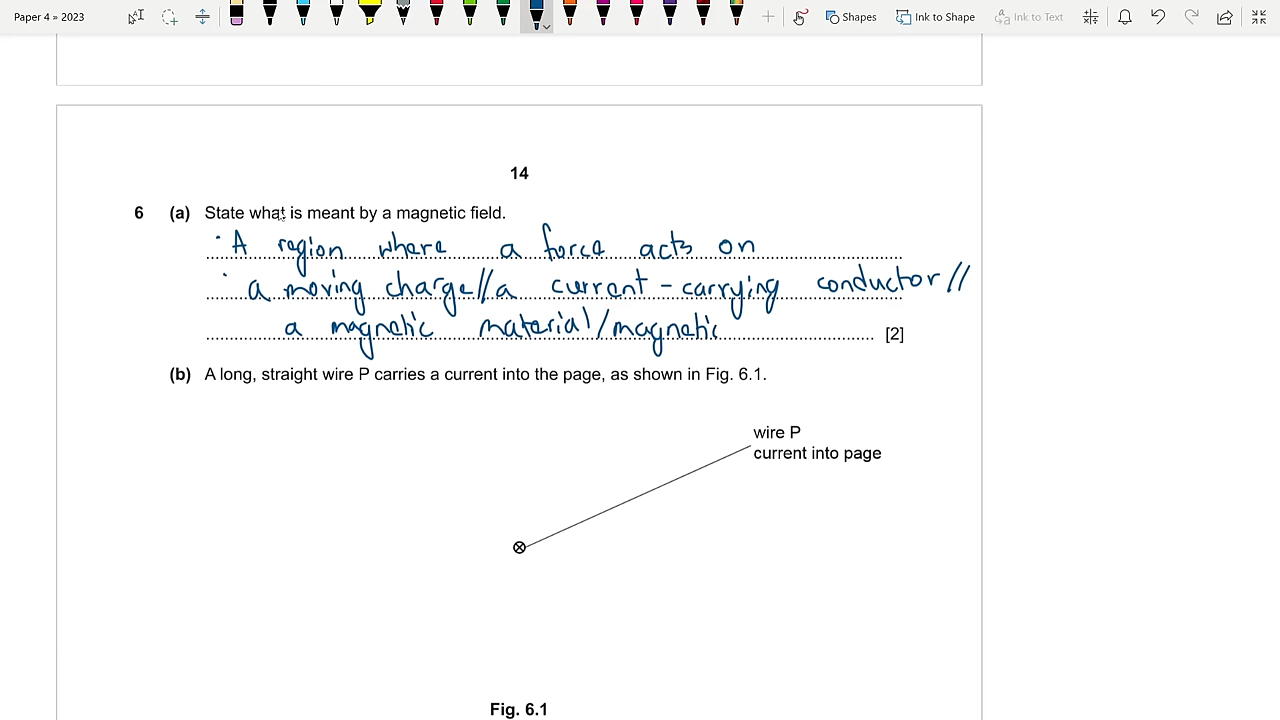 Paper 4 » 2023
Shapes
Ink to Shape
Ink to Text
14
6 (a) State what is meant by a magnetic field.
· A region where a force acts on
· a moving charge//a current - carrying conductor//
a magnetic material/magnetic
[2]
(b) A long, straight wire P carries a current into the page, as shown in Fig. 6.1.
wire P
current into page
Fig. 6.1